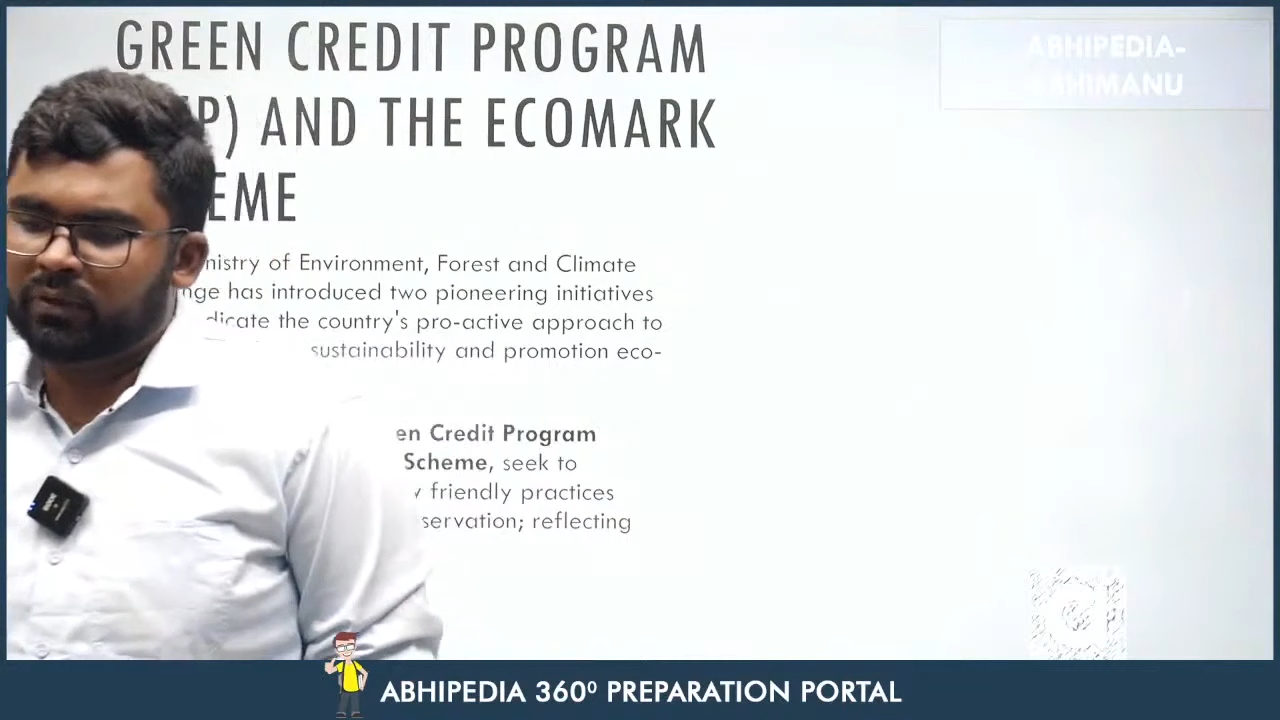 GREEN CREDIT PROGRAM
P) AND THE ECOMARK
EME
nistry of Environment, Forest and Climate
nge has introduced two pioneering initiatives
dicate the country's pro-active approach to
sustainability and promotion eco-
en Credit Program
Scheme, seek to
friendly practices
servation; reflecting
ABHIPEDIA-
ABHIMANU
ABHIPEDIA 360⁰ PREPARATION PORTAL